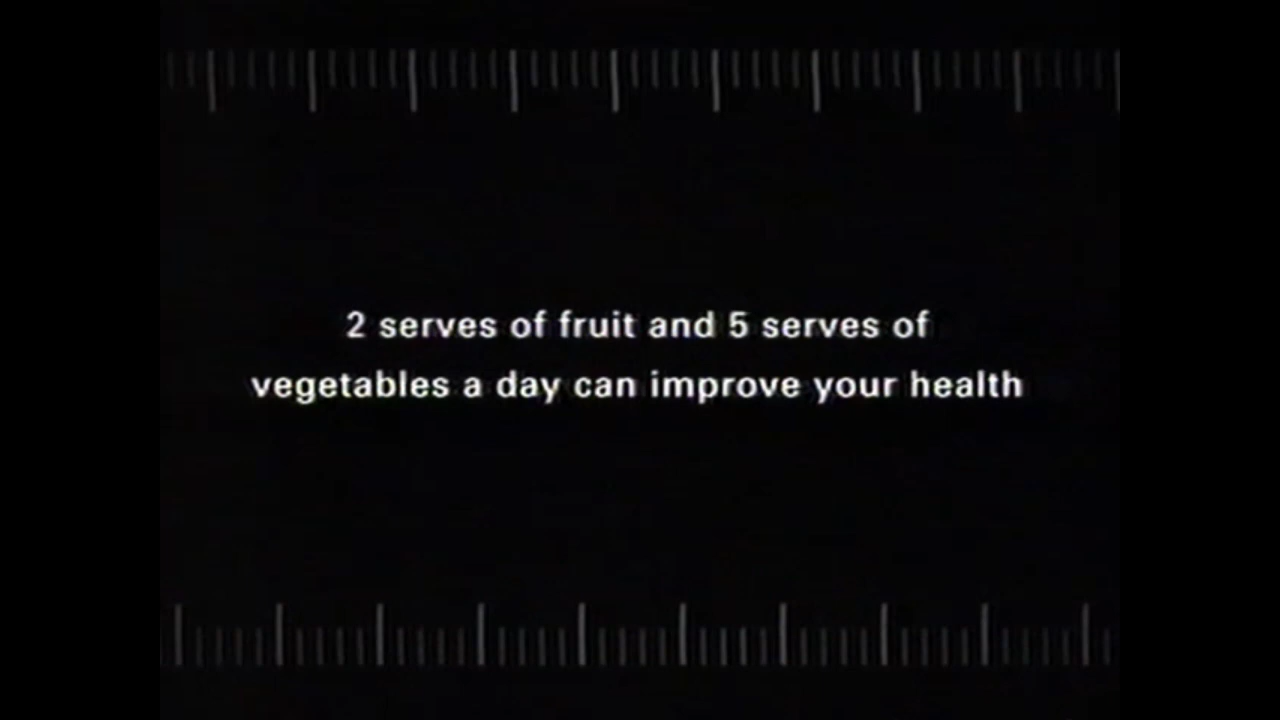 2 serves of fruit and 5 serves of
vegetables a day can improve your health